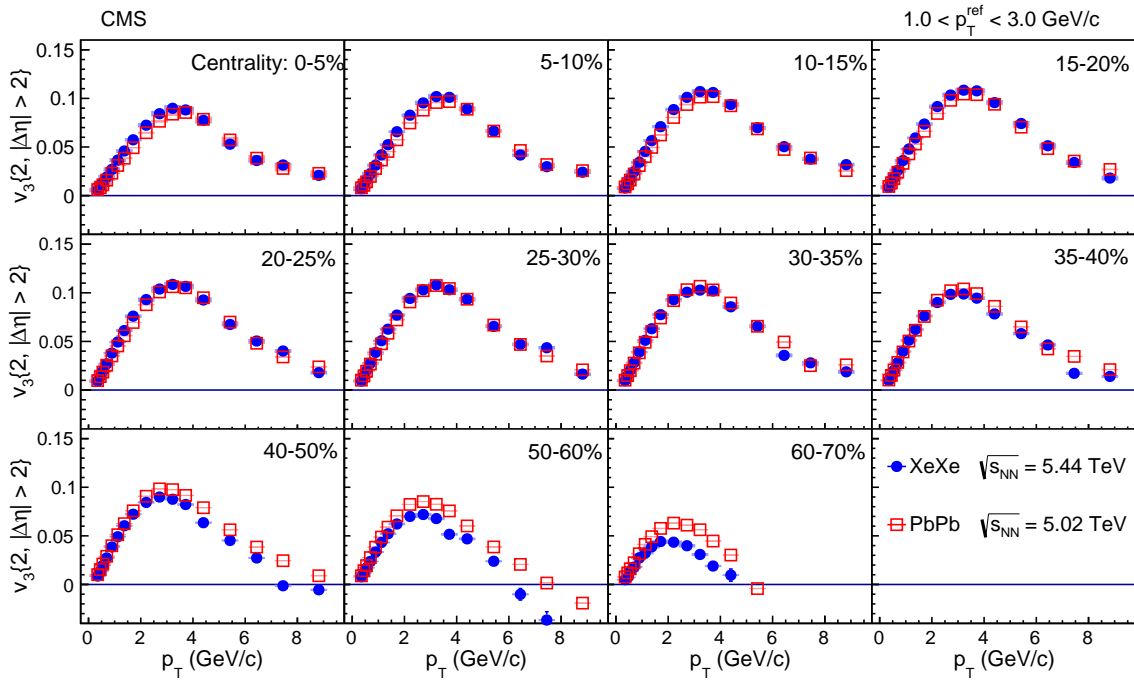 CMS
1.0 < p_T^ref < 3.0 GeV/c
Centrality: 0-5%
5-10%
10-15%
15-20%
v_3{2, |Δη| > 2}
0.15
0.1
0.05
0
20-25%
25-30%
30-35%
35-40%
v_3{2, |Δη| > 2}
0.15
0.1
0.05
0
40-50%
50-60%
60-70%
v_3{2, |Δη| > 2}
0.15
0.1
0.05
0
XeXe √s_NN = 5.44 TeV
PbPb √s_NN = 5.02 TeV
0 2 4 6 8
0 2 4 6 8
0 2 4 6 8
0 2 4 6 8
p_T (GeV/c)
p_T (GeV/c)
p_T (GeV/c)
p_T (GeV/c)